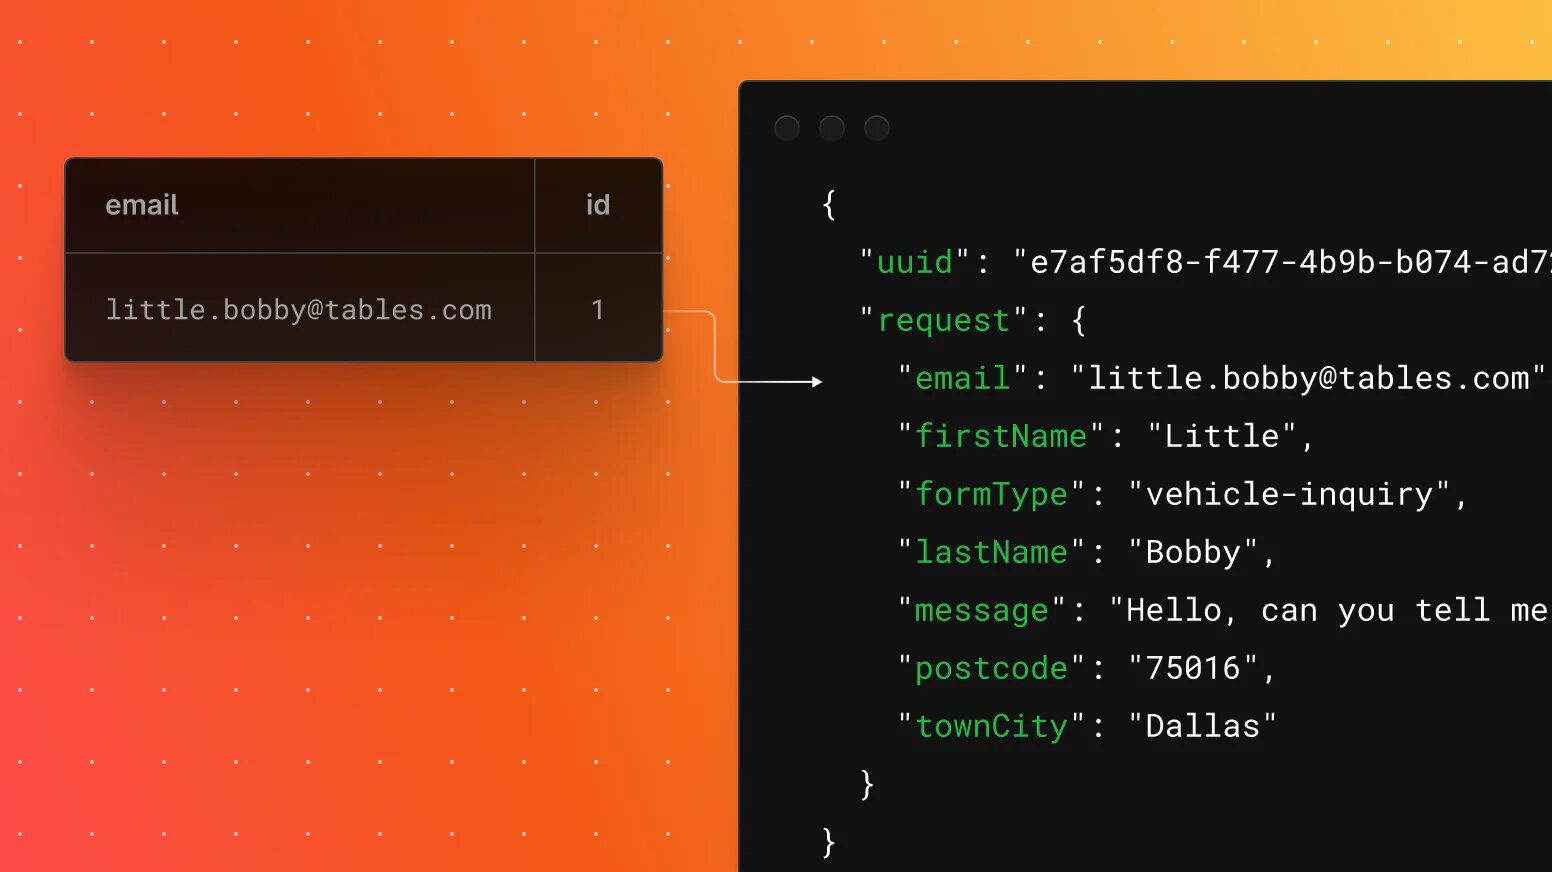 email id
little.bobby@tables.com 1
{
"uuid": "e7af5df8-f477-4b9b-b074-ad7
"request": {
"email": "little.bobby@tables.com"
"firstName": "Little",
"formType": "vehicle-inquiry",
"lastName": "Bobby",
"message": "Hello, can you tell me
"postcode": "75016",
"townCity": "Dallas"
}
}